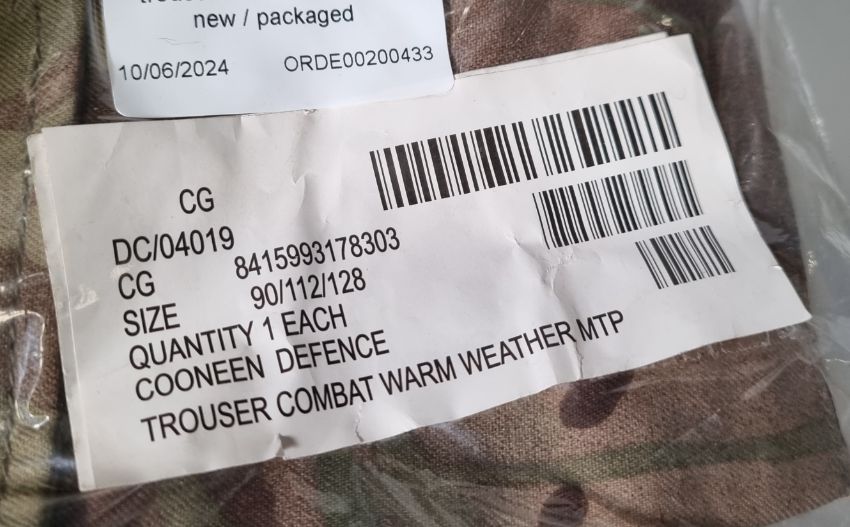 new / packaged
10/06/2024 ORDE00200433
CG
DC/04019
CG 8415993178303
SIZE 90/112/128
QUANTITY 1 EACH
COONEEN DEFENCE
TROUSER COMBAT WARM WEATHER MTP